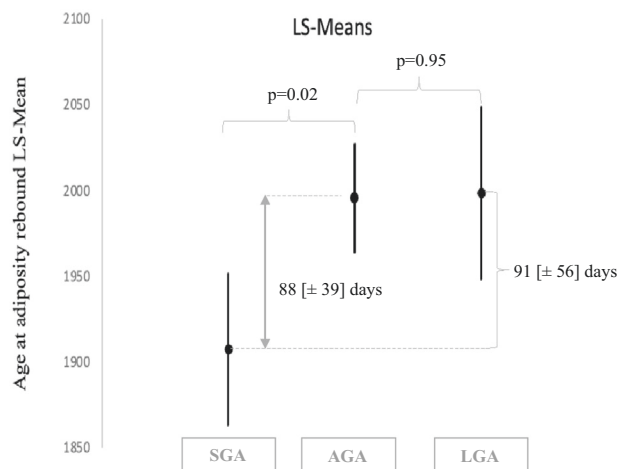 LS-Means
Age at adiposity rebound LS-Mean
2100
2050
2000
1950
1900
1850
p=0.02
p=0.95
88 [± 39] days
91 [± 56] days
SGA
AGA
LGA